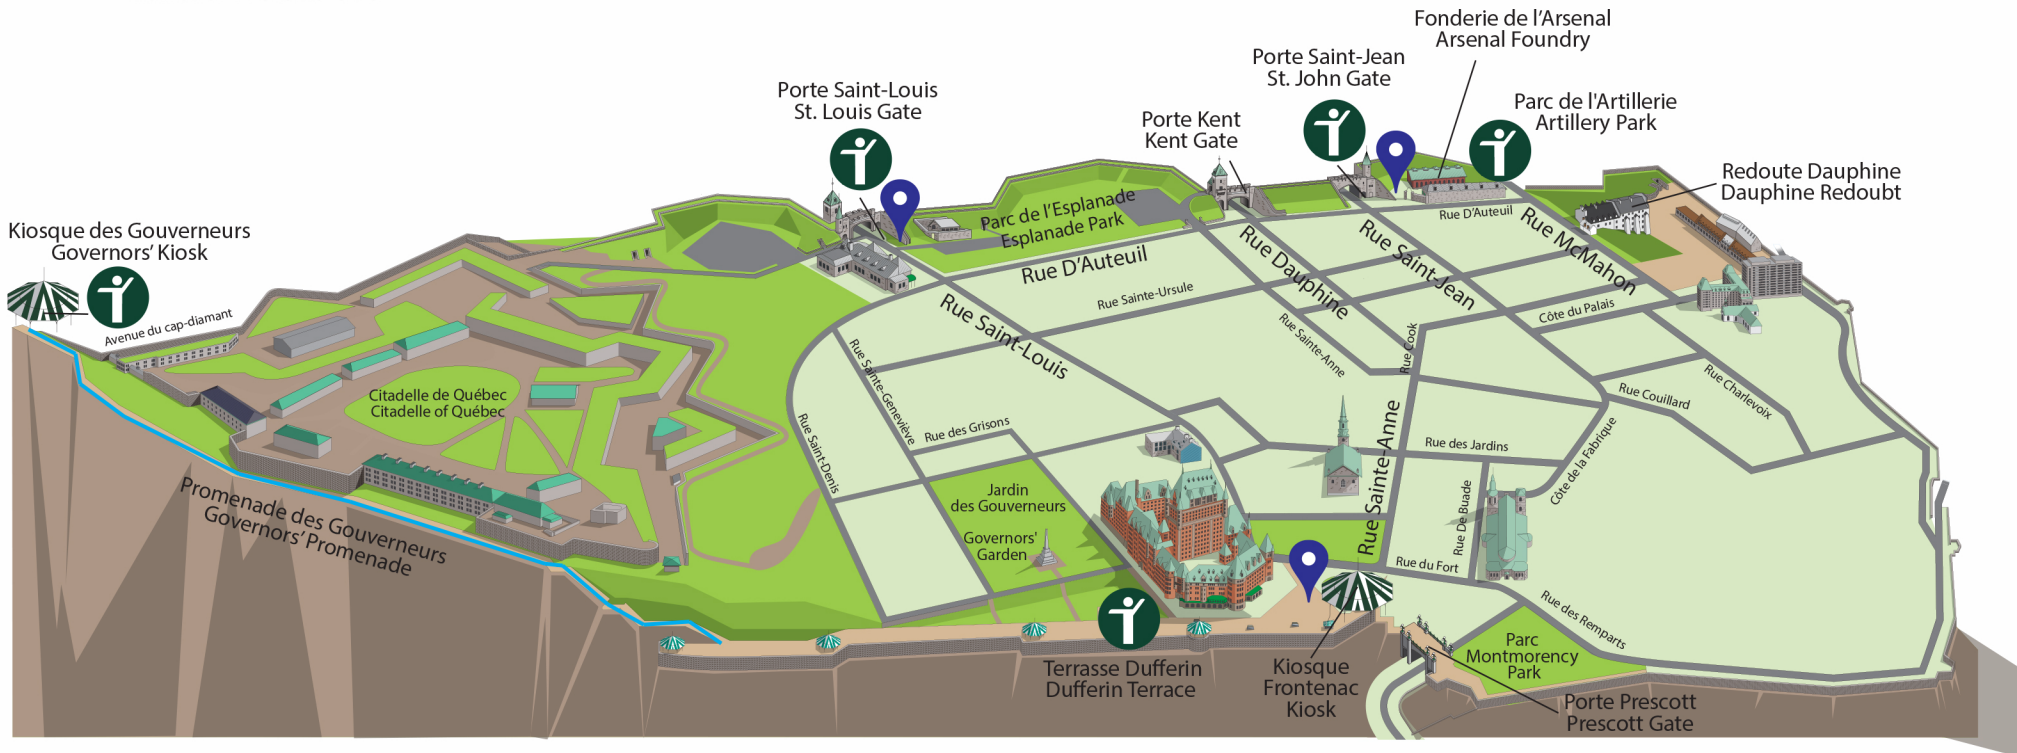 Fonderie de l'Arsenal
Arsenal Foundry
Porte Saint-Jean
St. John Gate
Porte Saint-Louis
St. Louis Gate
Porte Kent
Kent Gate
Parc de l'Artillerie
Artillery Park
Redoute Dauphine
Dauphine Redoubt
Kiosque des Gouverneurs
Governors' Kiosk
Parc de l'Esplanade
Esplanade Park
Rue D'Auteuil
Rue McMahon
Rue Saint-Jean
Rue Dauphine
Rue D'Auteuil
Rue Sainte-Ursule
Rue Saint-Louis
Côte du Palais
Avenue du cap-diamant
Rue Sainte-Anne
Rue Cook
Rue Sainte-Geneviève
Rue Charlevoix
Rue Couillard
Citadelle de Québec
Citadelle of Québec
Rue Saint-Denis
Rue des Grisons
Rue Sainte-Anne
Rue des Jardins
Côte de la Fabrique
Rue De Buade
Jardin
des Gouverneurs
Governors'
Garden
Promenade des Gouverneurs
Governors' Promenade
Rue du Fort
Rue des Remparts
Parc
Montmorency
Park
Terrasse Dufferin
Dufferin Terrace
Kiosque
Frontenac
Kiosk
Porte Prescott
Prescott Gate